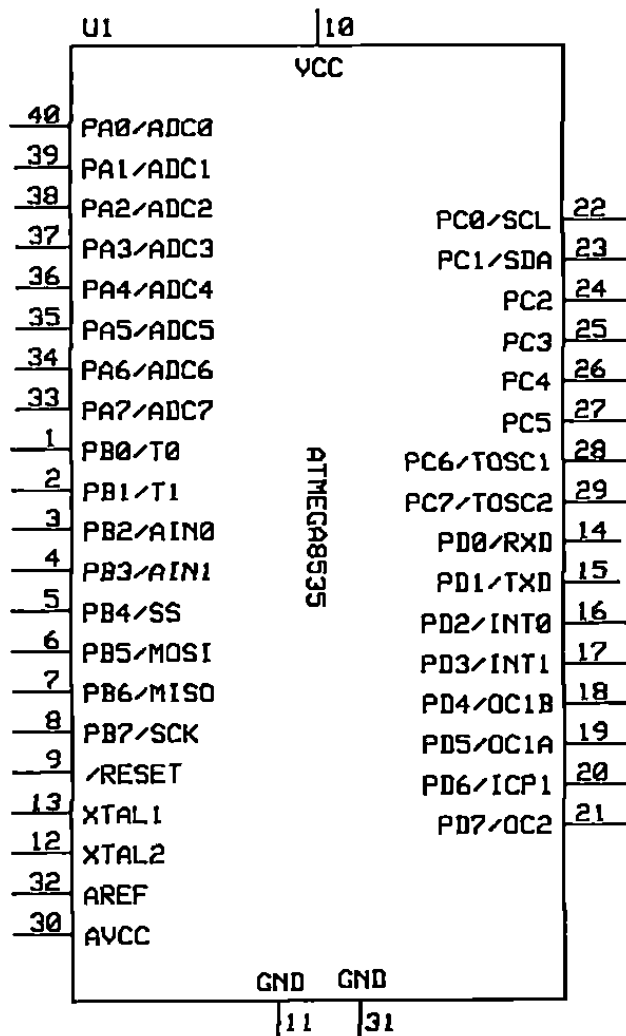 U1
10
VCC
40 PA0/ADC0
39 PA1/ADC1
38 PA2/ADC2
37 PA3/ADC3
36 PA4/ADC4
35 PA5/ADC5
34 PA6/ADC6
33 PA7/ADC7
1 PB0/T0
2 PB1/T1
3 PB2/AIN0
4 PB3/AIN1
5 PB4/SS
6 PB5/MOSI
7 PB6/MISO
8 PB7/SCK
9 /RESET
13 XTAL1
12 XTAL2
32 AREF
30 AVCC
ATMEGA8535
PC0/SCL 22
PC1/SDA 23
PC2 24
PC3 25
PC4 26
PC5 27
PC6/TOSC1 28
PC7/TOSC2 29
PD0/RXD 14
PD1/TXD 15
PD2/INT0 16
PD3/INT1 17
PD4/OC1B 18
PD5/OC1A 19
PD6/ICP1 20
PD7/OC2 21
GND GND
11 31